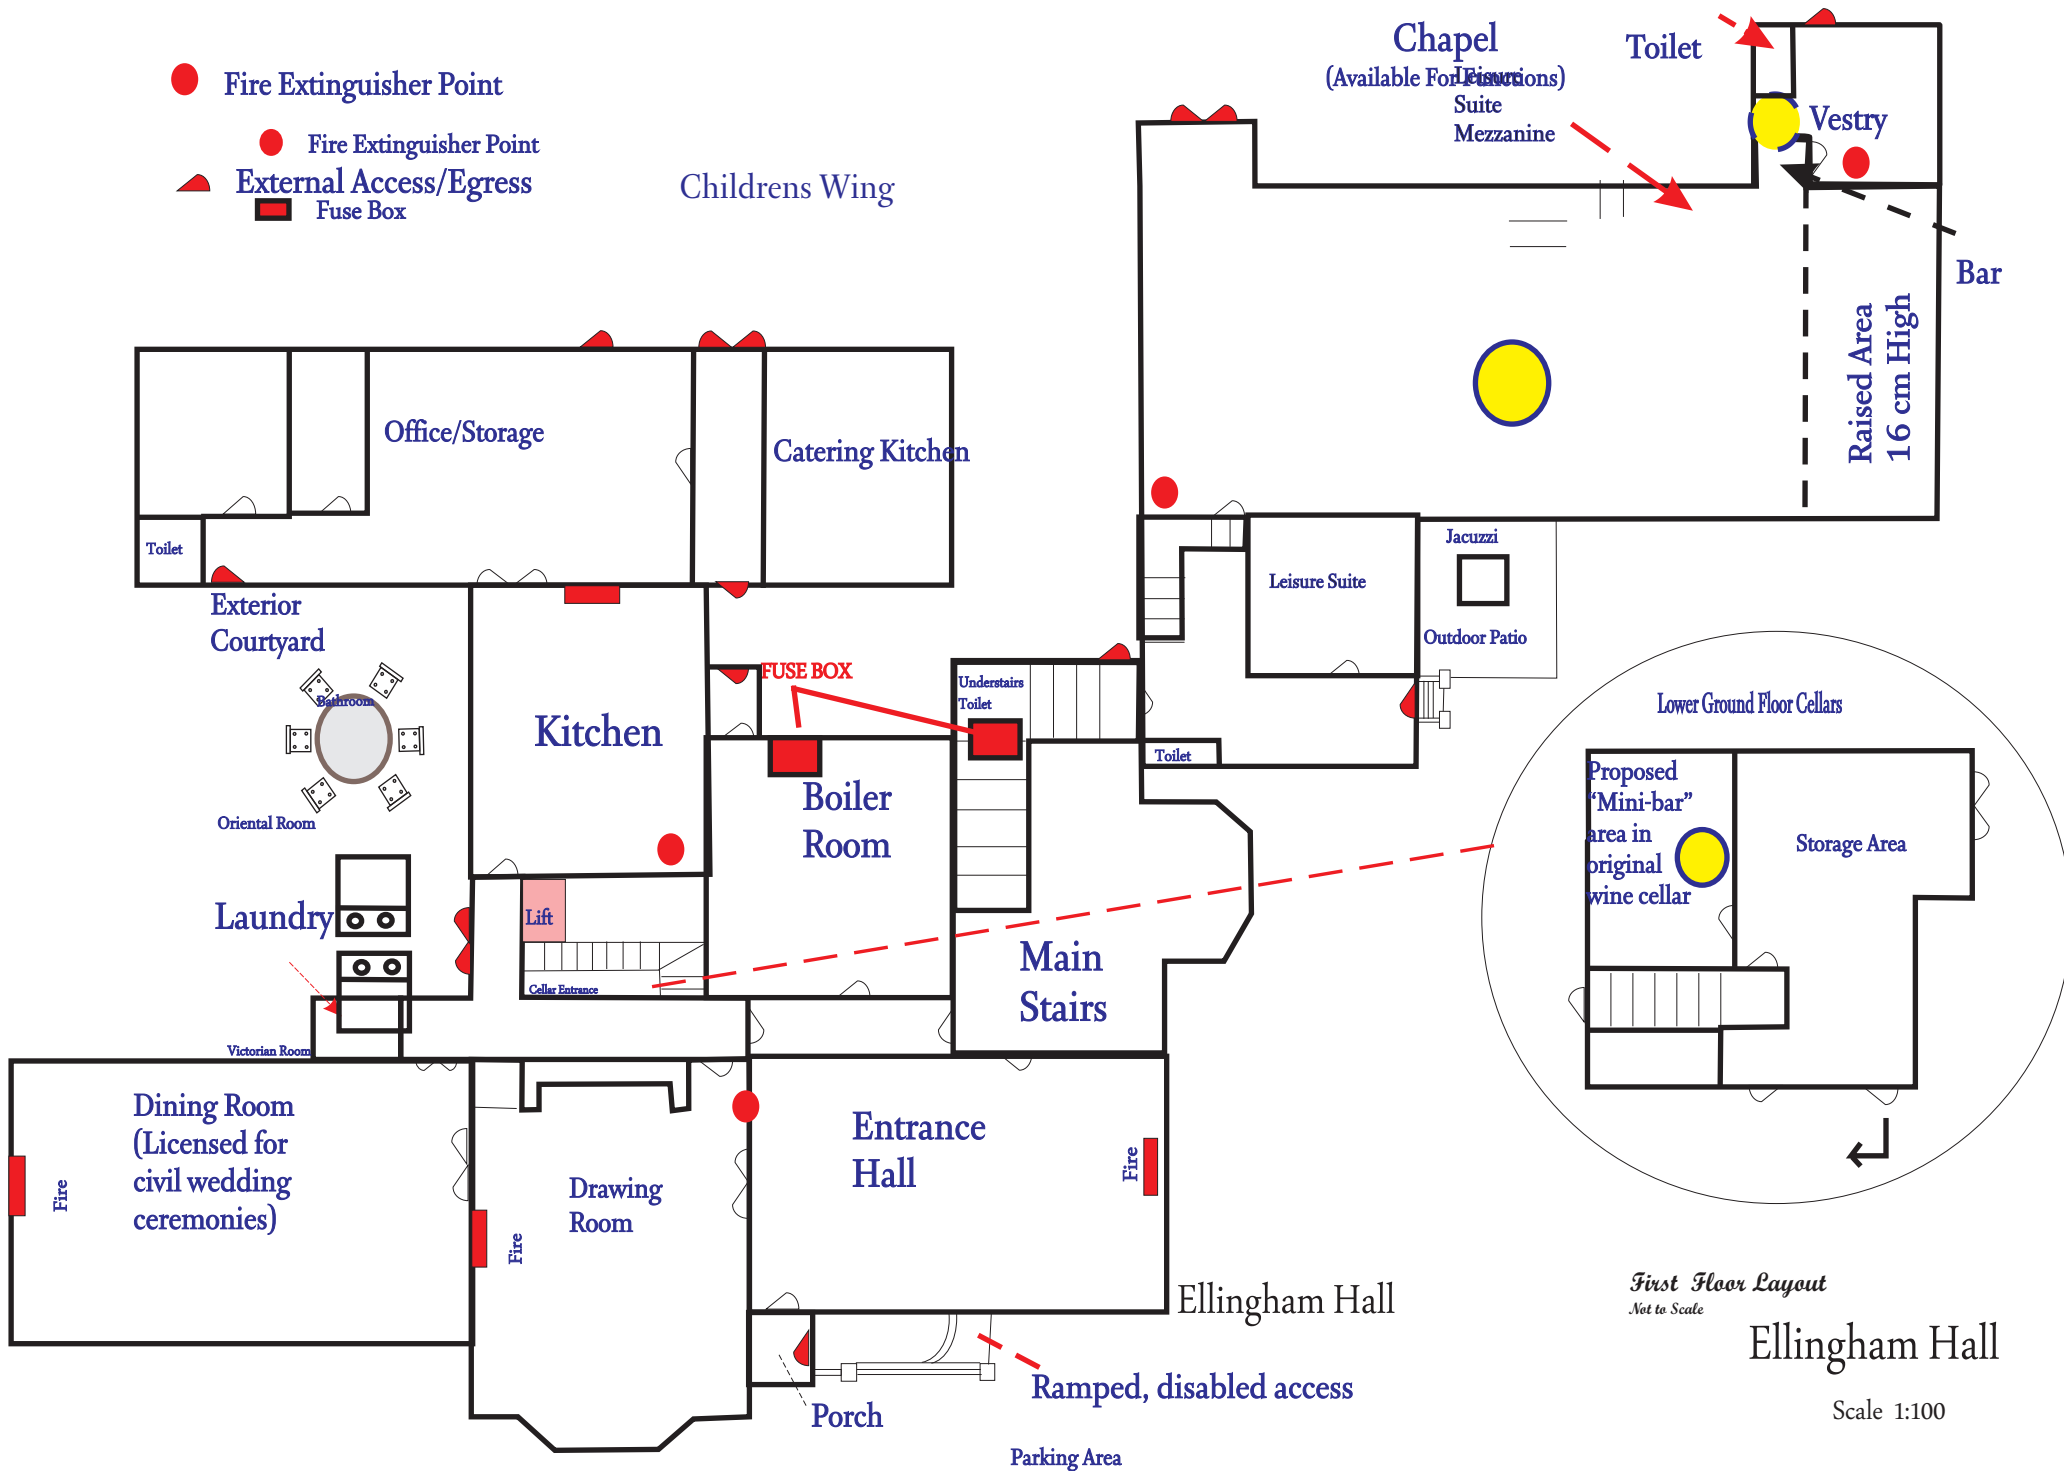 Chapel
(Available For Functions)
Leisure
Suite
Mezzanine
Toilet
Fire Extinguisher Point
Fire Extinguisher Point
External Access/Egress
Fuse Box
Childrens Wing
Vestry
Bar
Raised Area
16 cm High
Office/Storage
Catering Kitchen
Toilet
Exterior
Courtyard
Bathroom
Oriental Room
Kitchen
FUSE BOX
Understairs
Toilet
Boiler
Room
Leisure Suite
Jacuzzi
Outdoor Patio
Toilet
Lower Ground Floor Cellars
Proposed
“Mini-bar”
area in
original
wine cellar
Storage Area
Laundry
Lift
Cellar Entrance
Main
Stairs
Victorian Room
Dining Room
(Licensed for
civil wedding
ceremonies)
Fire
Fire
Drawing
Room
Entrance
Hall
Fire
Ellingham Hall
Ramped, disabled access
Porch
Parking Area
First Floor Layout
Not to Scale
Ellingham Hall
Scale 1:100